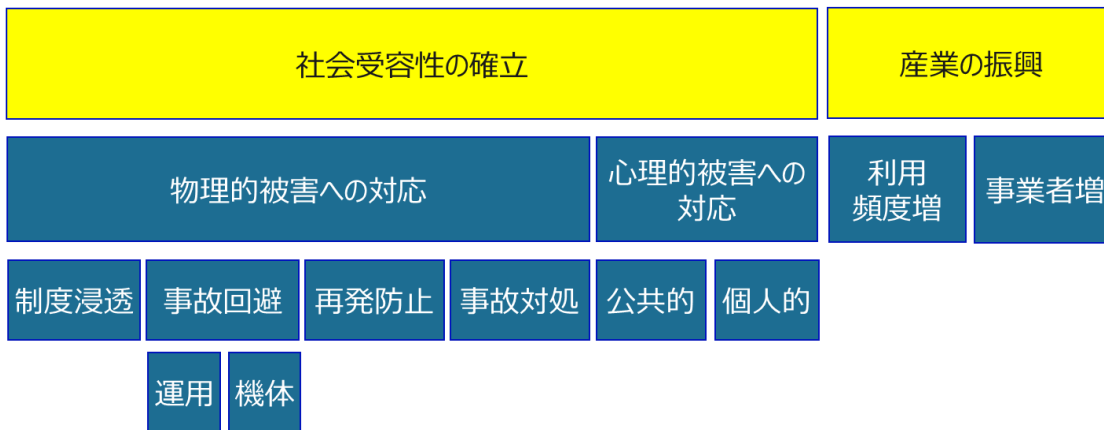 社会受容性の確立
産業の振興
物理的被害への対応
心理的被害への
対応
利用
頻度増
事業者増
制度浸透
事故回避
再発防止
事故対処
公共的
個人的
運用
機体